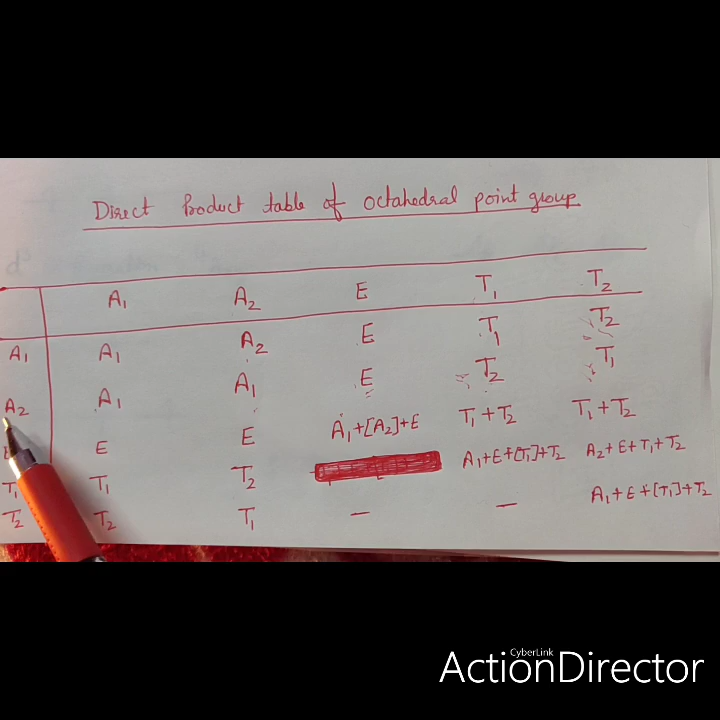 Direct Product table of octahedral point group
A₁ A₂ E T₁ T₂
A₁ A₁ A₂ E T₁ T₂
A₂ A₁ A₁ E T₂ T₁
E E E A₁+[A₂]+E T₁+T₂ T₁+T₂
T₁ T₁ T₂ A₁+E+[T₁]+T₂ A₂+E+T₁+T₂
T₂ T₂ T₁ — — A₁+E+[T₁]+T₂
CyberLink
ActionDirector